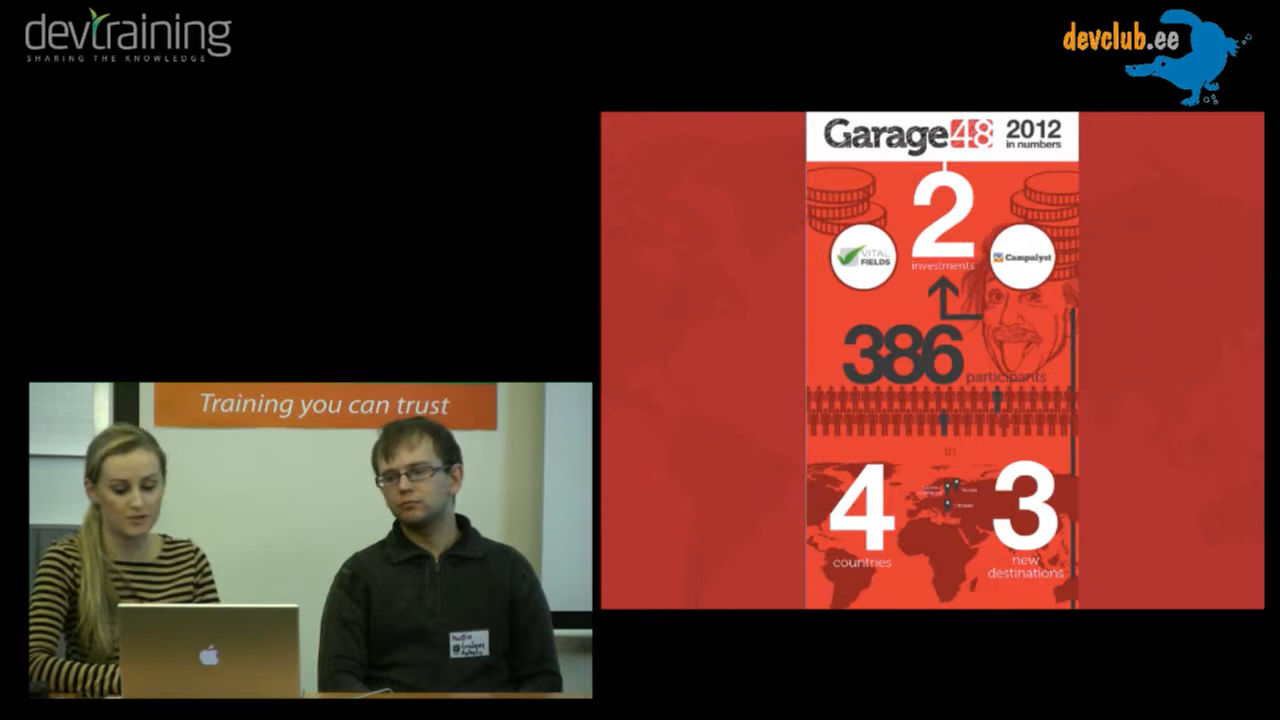 devtraining
SHARING THE KNOWLEDGE
devclub.ee
Garage48 2012
in numbers
2
investments
VITAL
FIELDS
Campalyst
386
participants
in
4
countries
3
new
destinations
Ukraine
Training you can trust